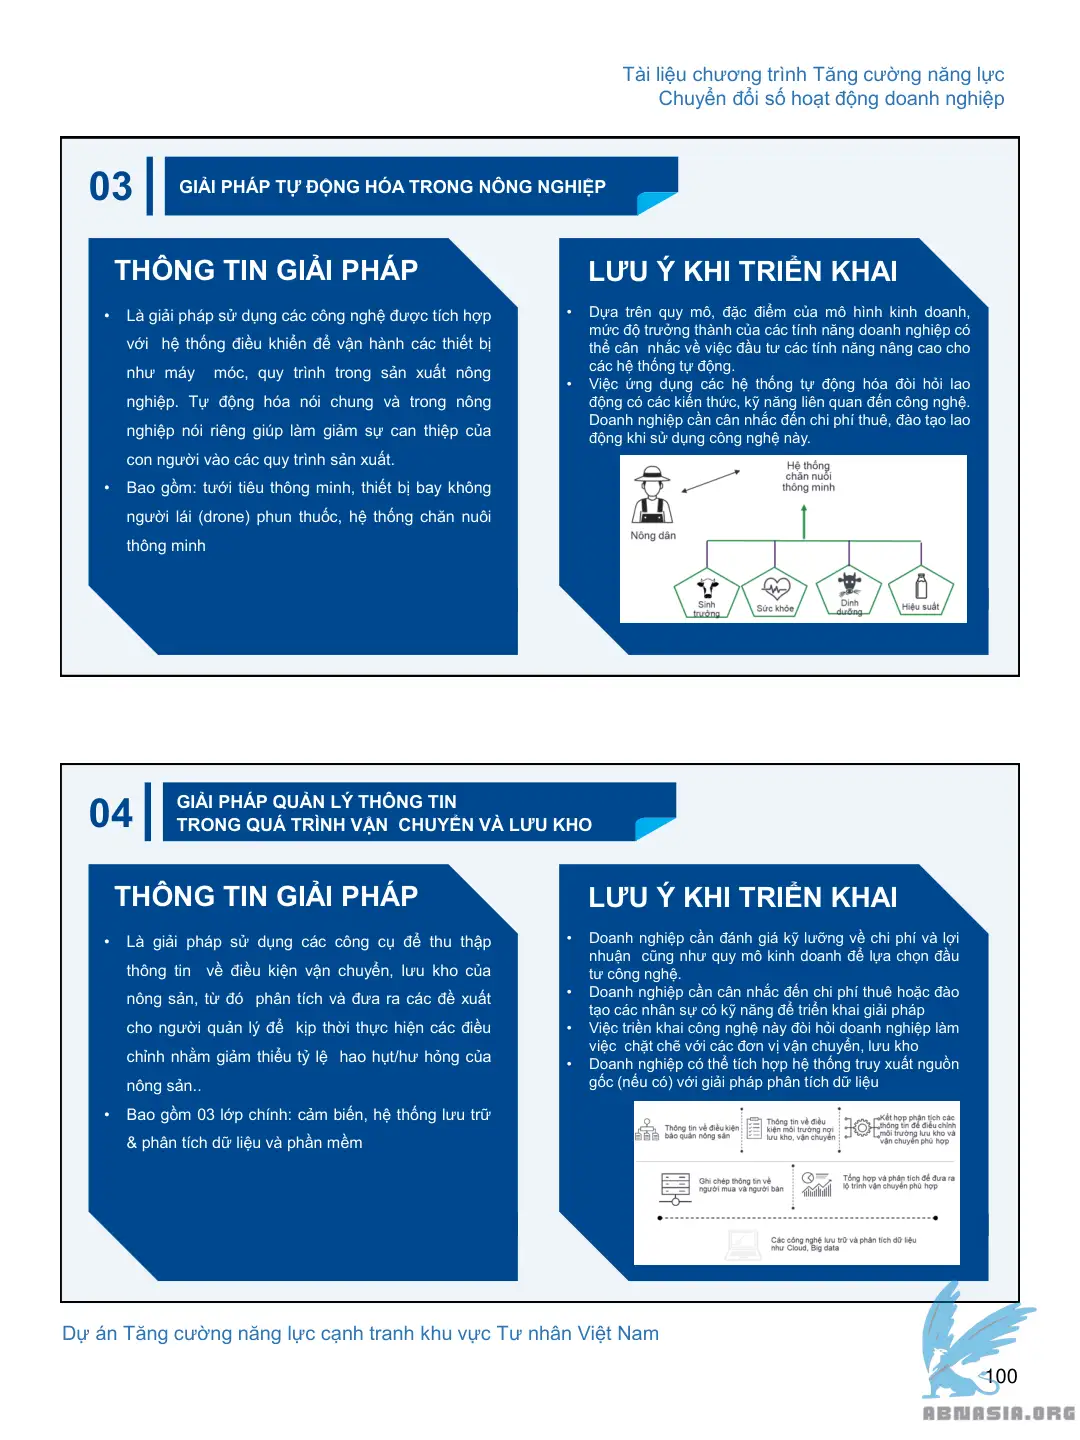 Tài liệu chương trình Tăng cường năng lực
Chuyển đổi số hoạt động doanh nghiệp
03
GIẢI PHÁP TỰ ĐỘNG HÓA TRONG NÔNG NGHIỆP
THÔNG TIN GIẢI PHÁP
• Là giải pháp sử dụng các công nghệ được tích hợp
với hệ thống điều khiển để vận hành các thiết bị
như máy móc, quy trình trong sản xuất nông
nghiệp. Tự động hóa nói chung và trong nông
nghiệp nói riêng giúp làm giảm sự can thiệp của
con người vào các quy trình sản xuất.
• Bao gồm: tưới tiêu thông minh, thiết bị bay không
người lái (drone) phun thuốc, hệ thống chăn nuôi
thông minh
LƯU Ý KHI TRIỂN KHAI
• Dựa trên quy mô, đặc điểm của mô hình kinh doanh,
mức độ trưởng thành của các tính năng doanh nghiệp có
thể cân nhắc về việc đầu tư các tính năng nâng cao cho
các hệ thống tự động.
• Việc ứng dụng các hệ thống tự động hóa đòi hỏi lao
động có các kiến thức, kỹ năng liên quan đến công nghệ.
Doanh nghiệp cần cân nhắc đến chi phí thuê, đào tạo lao
động khi sử dụng công nghệ này.
Hệ thống
chăn nuôi
thông minh
Nông dân
Sinh
trưởng
Sức khỏe
Dinh
dưỡng
Hiệu suất
04
GIẢI PHÁP QUẢN LÝ THÔNG TIN
TRONG QUÁ TRÌNH VẬN CHUYỂN VÀ LƯU KHO
THÔNG TIN GIẢI PHÁP
• Là giải pháp sử dụng các công cụ để thu thập
thông tin về điều kiện vận chuyển, lưu kho của
nông sản, từ đó phân tích và đưa ra các đề xuất
cho người quản lý để kịp thời thực hiện các điều
chỉnh nhằm giảm thiểu tỷ lệ hao hụt/hư hỏng của
nông sản..
• Bao gồm 03 lớp chính: cảm biến, hệ thống lưu trữ
& phân tích dữ liệu và phần mềm
LƯU Ý KHI TRIỂN KHAI
• Doanh nghiệp cần đánh giá kỹ lưỡng về chi phí và lợi
nhuận cũng như quy mô kinh doanh để lựa chọn đầu
tư công nghệ.
• Doanh nghiệp cần cân nhắc đến chi phí thuê hoặc đào
tạo các nhân sự có kỹ năng để triển khai giải pháp
• Việc triển khai công nghệ này đòi hỏi doanh nghiệp làm
việc chặt chẽ với các đơn vị vận chuyển, lưu kho
• Doanh nghiệp có thể tích hợp hệ thống truy xuất nguồn
gốc (nếu có) với giải pháp phân tích dữ liệu
Thông tin về điều kiện
bảo quản nông sản
Thông tin về điều
kiện môi trường nơi
lưu kho, vận chuyển
Kết hợp phân tích các
thông tin để điều chỉnh
môi trường lưu kho và
vận chuyển phù hợp
Ghi chép thông tin về
người mua và người bán
Tổng hợp và phân tích để đưa ra
lộ trình vận chuyển phù hợp
Các công nghệ lưu trữ và phân tích dữ liệu
như Cloud, Big data
Dự án Tăng cường năng lực cạnh tranh khu vực Tư nhân Việt Nam
100
ABNASIA.ORG